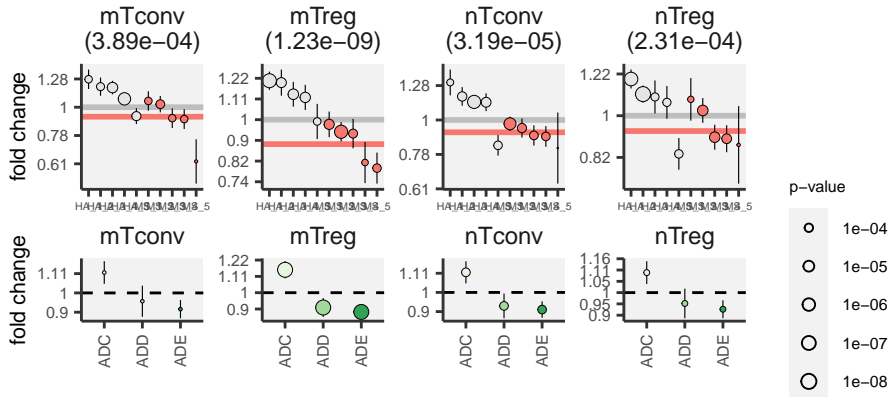 mTconv mTreg nTconv nTreg
(3.89e−04) (1.23e−09) (3.19e−05) (2.31e−04)
fold change
1.28
1
0.78
0.61
1.22
1.11
1
0.9
0.82
0.74
1.28
1
0.78
0.61
1.22
1
0.82
mTconv mTreg nTconv nTreg
fold change
1.11
1
0.9
1.22
1.11
1
0.9
1.11
1
0.9
1.16
1.1
1.05
1
0.95
0.9
ADC ADD ADE ADC ADD ADE ADC ADD ADE ADC ADD ADE
p−value
1e−04
1e−05
1e−06
1e−07
1e−08